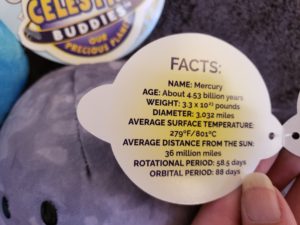 CELESTIAL
BUDDIES
OUR
PRECIOUS PLANET
FACTS:
NAME: Mercury
AGE: About 4.53 billion years
WEIGHT: 3.3 x 10²³ pounds
DIAMETER: 3,032 miles
AVERAGE SURFACE TEMPERATURE:
279°F/801°C
AVERAGE DISTANCE FROM THE SUN:
36 million miles
ROTATIONAL PERIOD: 58.5 days
ORBITAL PERIOD: 88 days